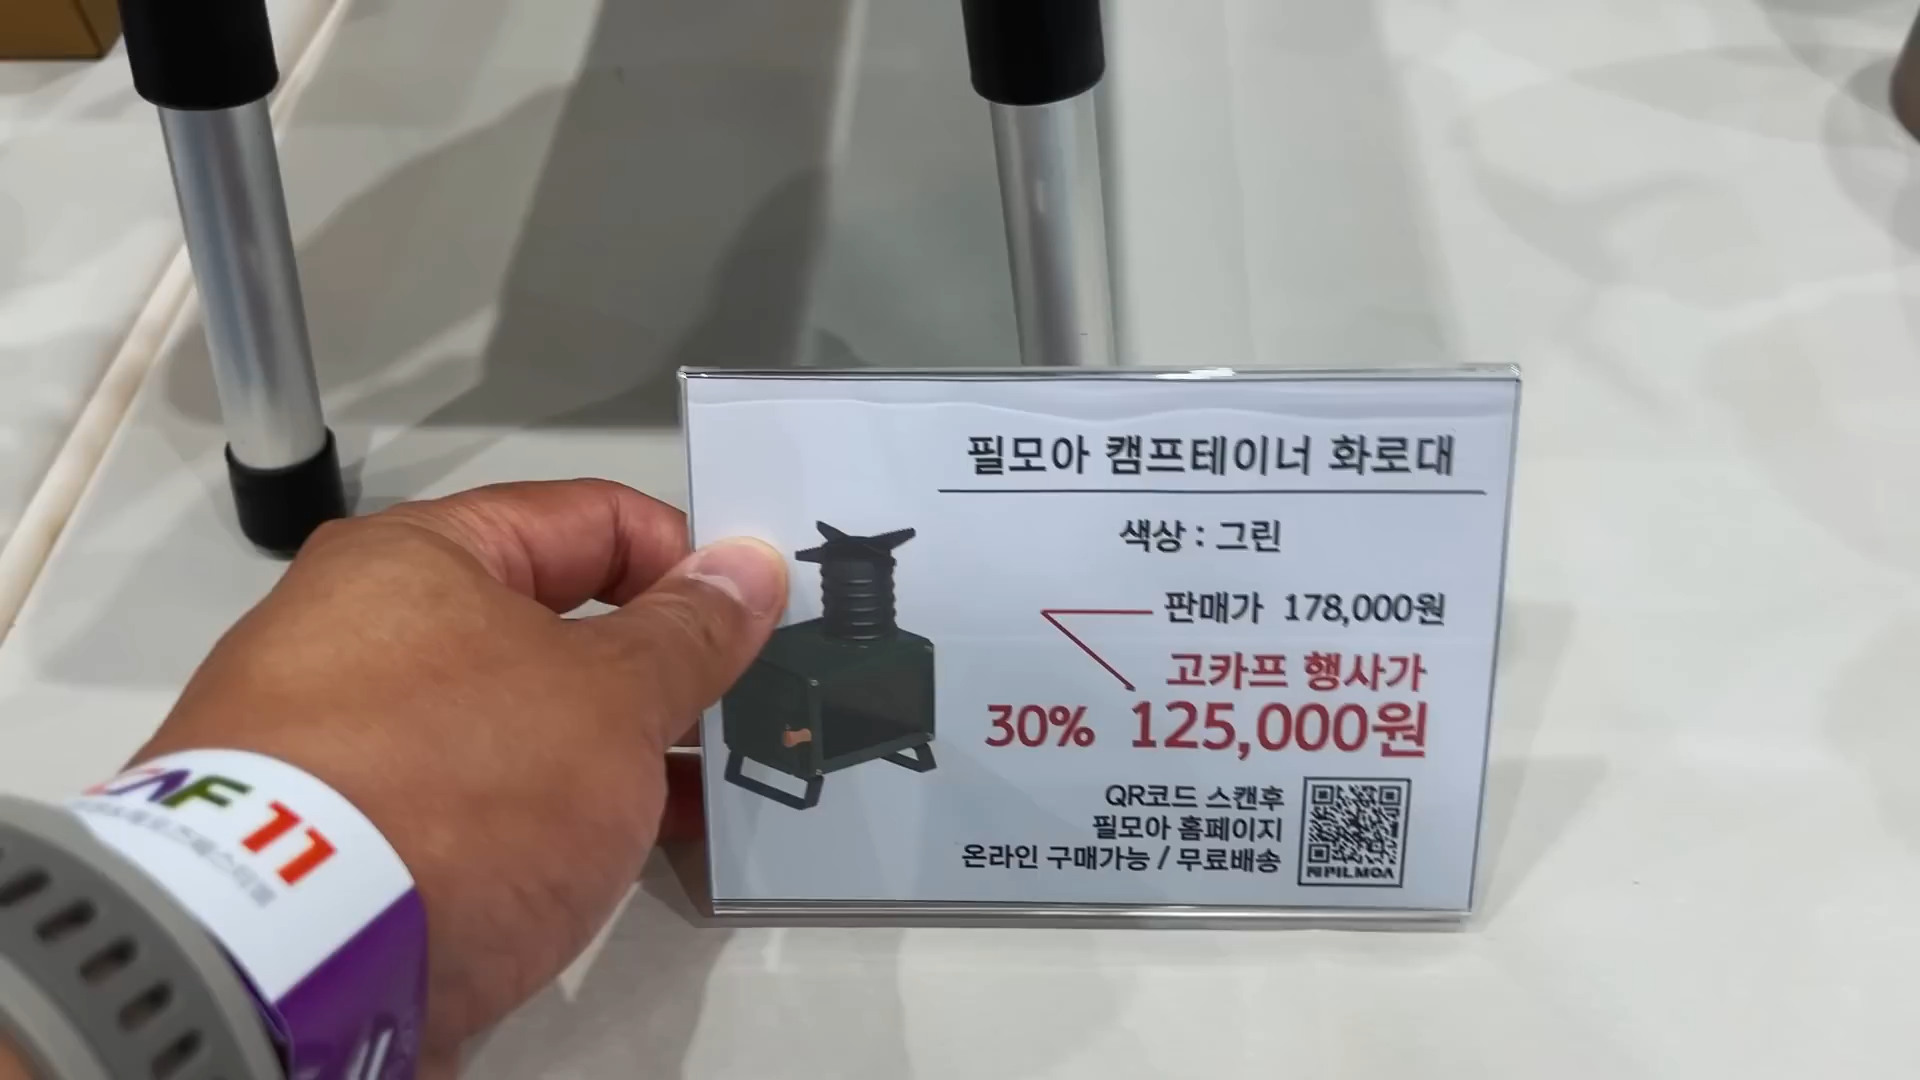 필모아 캠프테이너 화로대
색상 : 그린
판매가 178,000원
고카프 행사가
30% 125,000원
QR코드 스캔후
필모아 홈페이지
온라인 구매가능 / 무료배송
PILMOA
AF 11